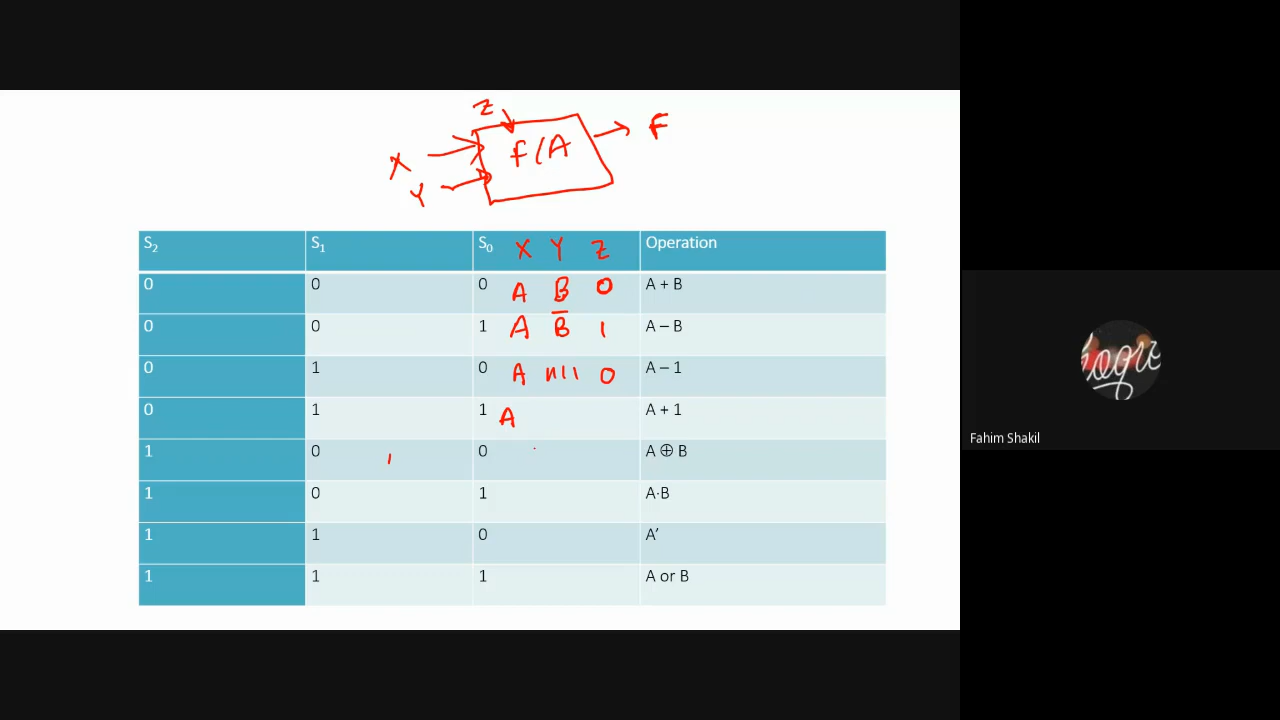 Z
X f/A F
Y
S2 S1 S0 X Y Z Operation
0 0 0 A B 0 A + B
0 0 1 A B̅ 1 A – B
0 1 0 A 111 0 A – 1
0 1 1 A A + 1
1 0 0 A ⊕ B
1 0 1 A·B
1 1 0 A’
1 1 1 A or B
Fahim Shakil